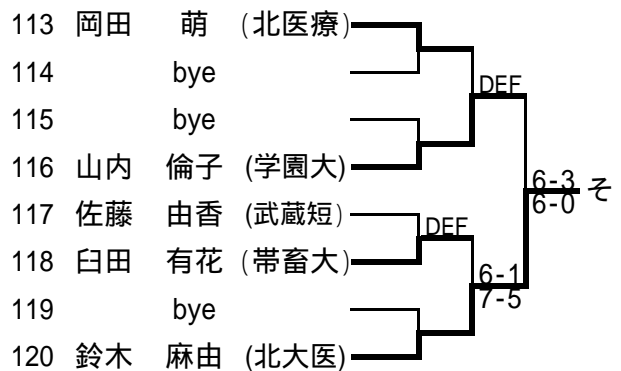 113 岡田 萌 (北医療)
114 bye
DEF
115 bye
116 山内 倫子 (学園大)
6-3
6-0 そ
117 佐藤 由香 (武蔵短)
DEF
118 臼田 有花 (帯畜大)
6-1
7-5
119 bye
120 鈴木 麻由 (北大医)